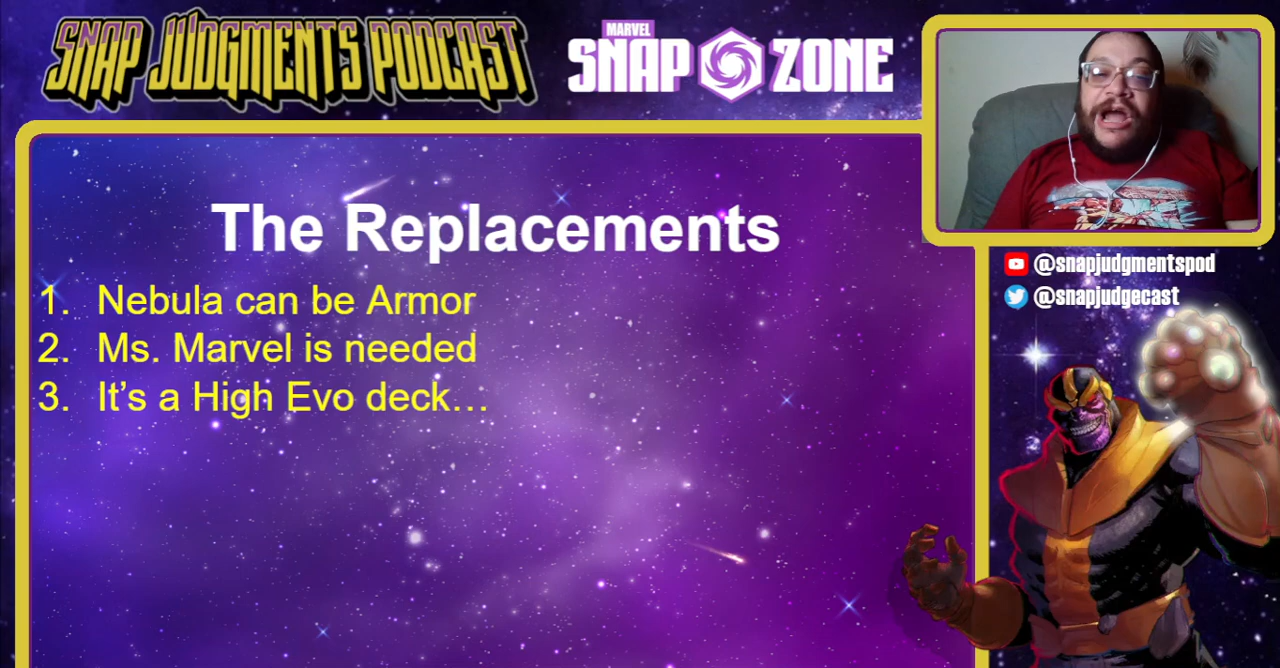 SNAP JUDGMENTS PODCAST
MARVEL
SNAP ZONE
The Replacements
1. Nebula can be Armor
2. Ms. Marvel is needed
3. It’s a High Evo deck…
@snapjudgmentspod
@snapjudgecast